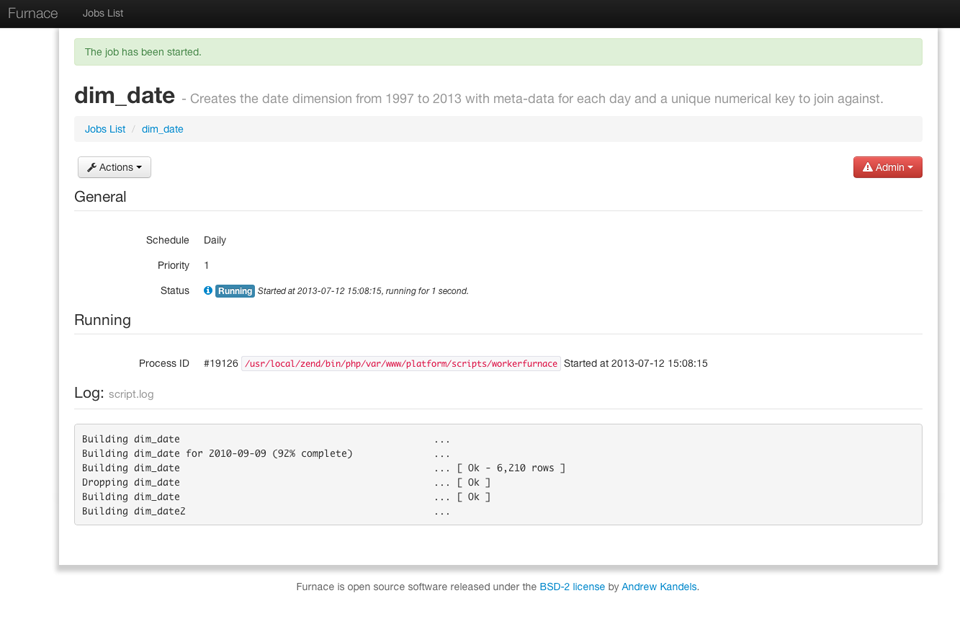 Furnace Jobs List
The job has been started.
dim_date - Creates the date dimension from 1997 to 2013 with meta-data for each day and a unique numerical key to join against.
Jobs List / dim_date
Actions Admin
General
Schedule Daily
Priority 1
Status Running Started at 2013-07-12 15:08:15, running for 1 second.
Running
Process ID #19126 /usr/local/zend/bin/php/var/www/platform/scripts/workerfurnace Started at 2013-07-12 15:08:15
Log: script.log
Building dim_date ...
Building dim_date for 2010-09-09 (92% complete) ...
Building dim_date ... [ Ok - 6,210 rows ]
Dropping dim_date ... [ Ok ]
Building dim_date ... [ Ok ]
Building dim_date2 ...
Furnace is open source software released under the BSD-2 license by Andrew Kandels.